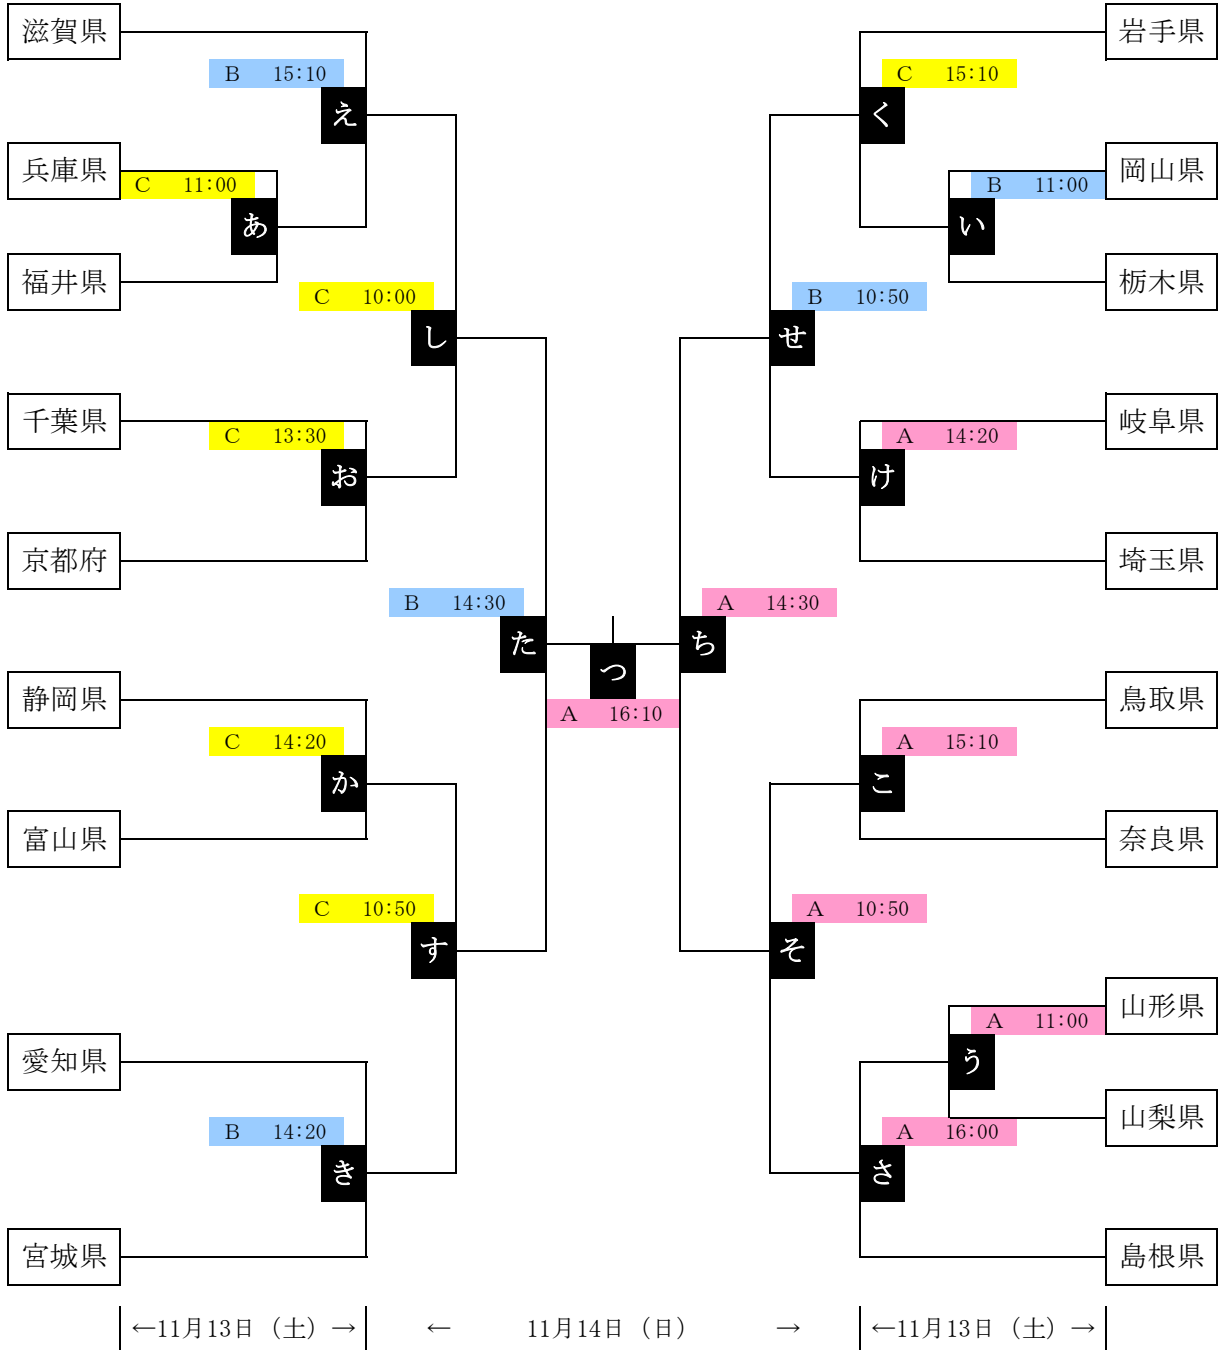 滋賀県
B 15:10
え
兵庫県
C 11:00
あ
福井県
C 10:00
し
千葉県
C 13:30
お
京都府
B 14:30
た
静岡県
C 14:20
か
富山県
C 10:50
す
愛知県
B 14:20
き
宮城県
つ
A 16:10
岩手県
C 15:10
く
岡山県
B 11:00
い
栃木県
B 10:50
せ
岐阜県
A 14:20
け
埼玉県
A 14:30
ち
鳥取県
A 15:10
こ
奈良県
A 10:50
そ
山形県
A 11:00
う
山梨県
A 16:00
さ
島根県
←11月13日（土）→ ← 11月14日（日） → ←11月13日（土）→